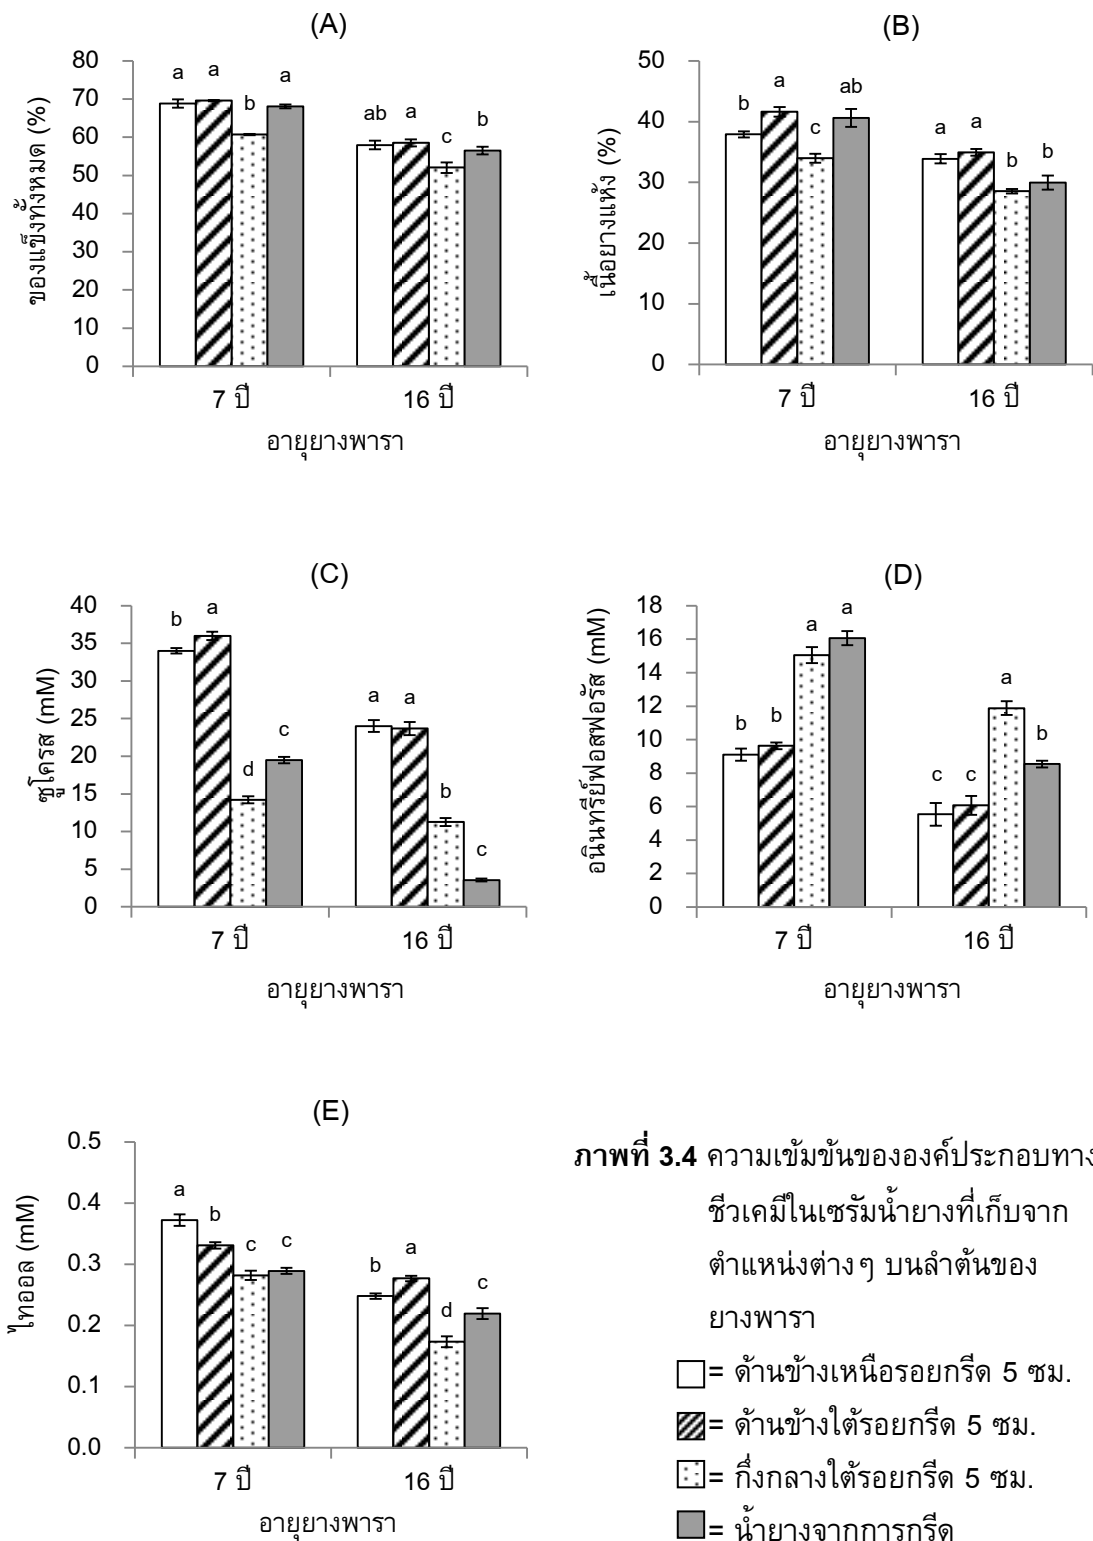 (A)
80
70
60
50
40
30
20
10
0
ของแข็งทั้งหมด (%)
a a b a
ab a c b
7 ปี 16 ปี
อายุยางพารา
(B)
50
40
30
20
10
0
เนื้อยางแห้ง (%)
b a c ab
a a b b
7 ปี 16 ปี
อายุยางพารา
(C)
40
35
30
25
20
15
10
5
0
ซูโครส (mM)
b a d c
a a b c
7 ปี 16 ปี
อายุยางพารา
(D)
18
16
14
12
10
8
6
4
2
0
อนินทรีย์ฟอสฟอรัส (mM)
b b a a
c c a b
7 ปี 16 ปี
อายุยางพารา
(E)
0.5
0.4
0.3
0.2
0.1
0.0
ไทออล (mM)
a b c c
b a d c
7 ปี 16 ปี
อายุยางพารา
ภาพที่ 3.4 ความเข้มข้นขององค์ประกอบทาง
ชีวเคมีในเซรัมน้ำยางที่เก็บจาก
ตำแหน่งต่างๆ บนลำต้นของ
ยางพารา
= ด้านข้างเหนือรอยกรีด 5 ซม.
= ด้านข้างใต้รอยกรีด 5 ซม.
= กึ่งกลางใต้รอยกรีด 5 ซม.
= น้ำยางจากการกรีด